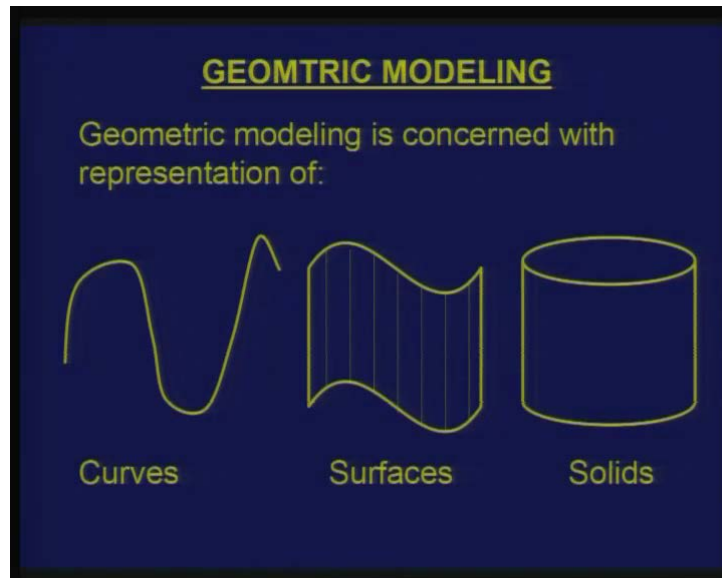 GEOMTRIC MODELING
Geometric modeling is concerned with
representation of:
Curves
Surfaces
Solids